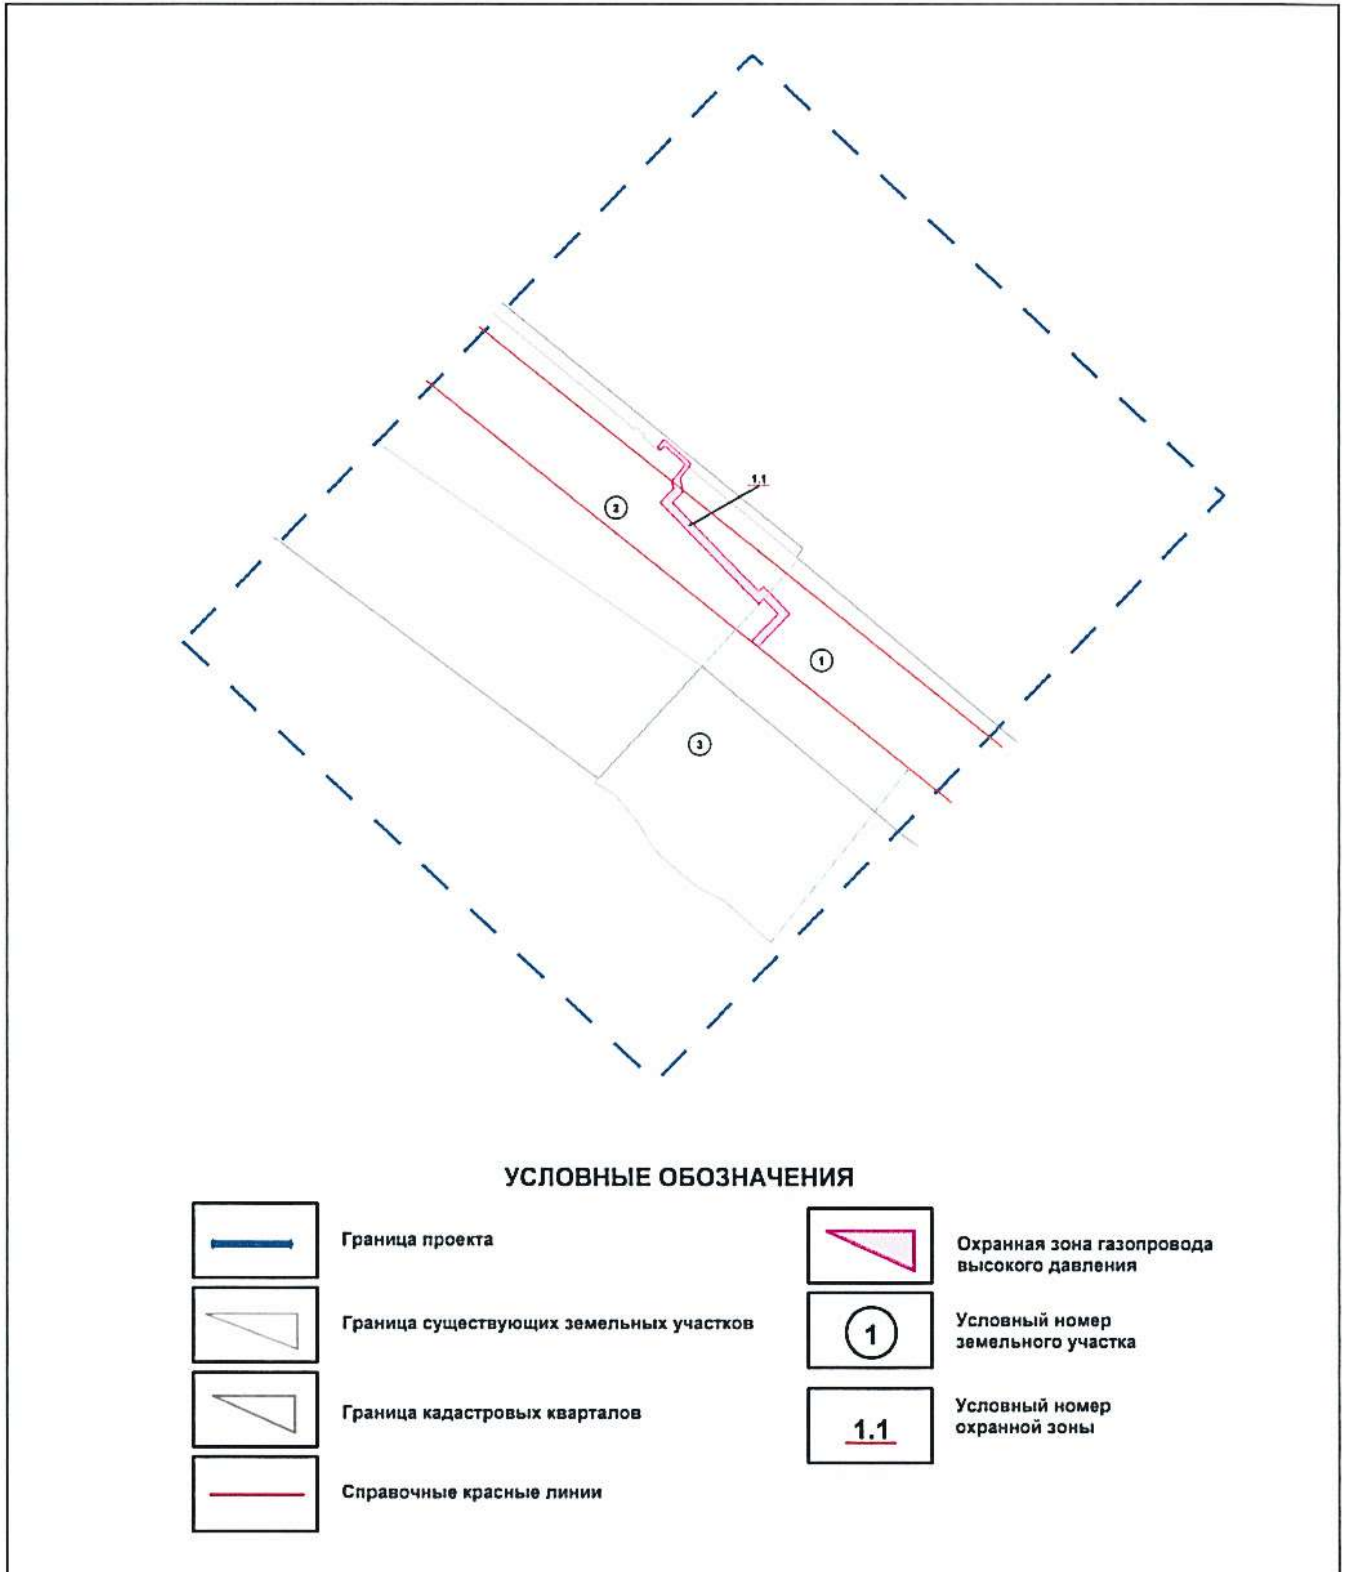 1.1
2
1
3
УСЛОВНЫЕ ОБОЗНАЧЕНИЯ
Граница проекта
Граница существующих земельных участков
Граница кадастровых кварталов
Справочные красные линии
Охранная зона газопровода
высокого давления
1
Условный номер
земельного участка
1.1
Условный номер
охранной зоны